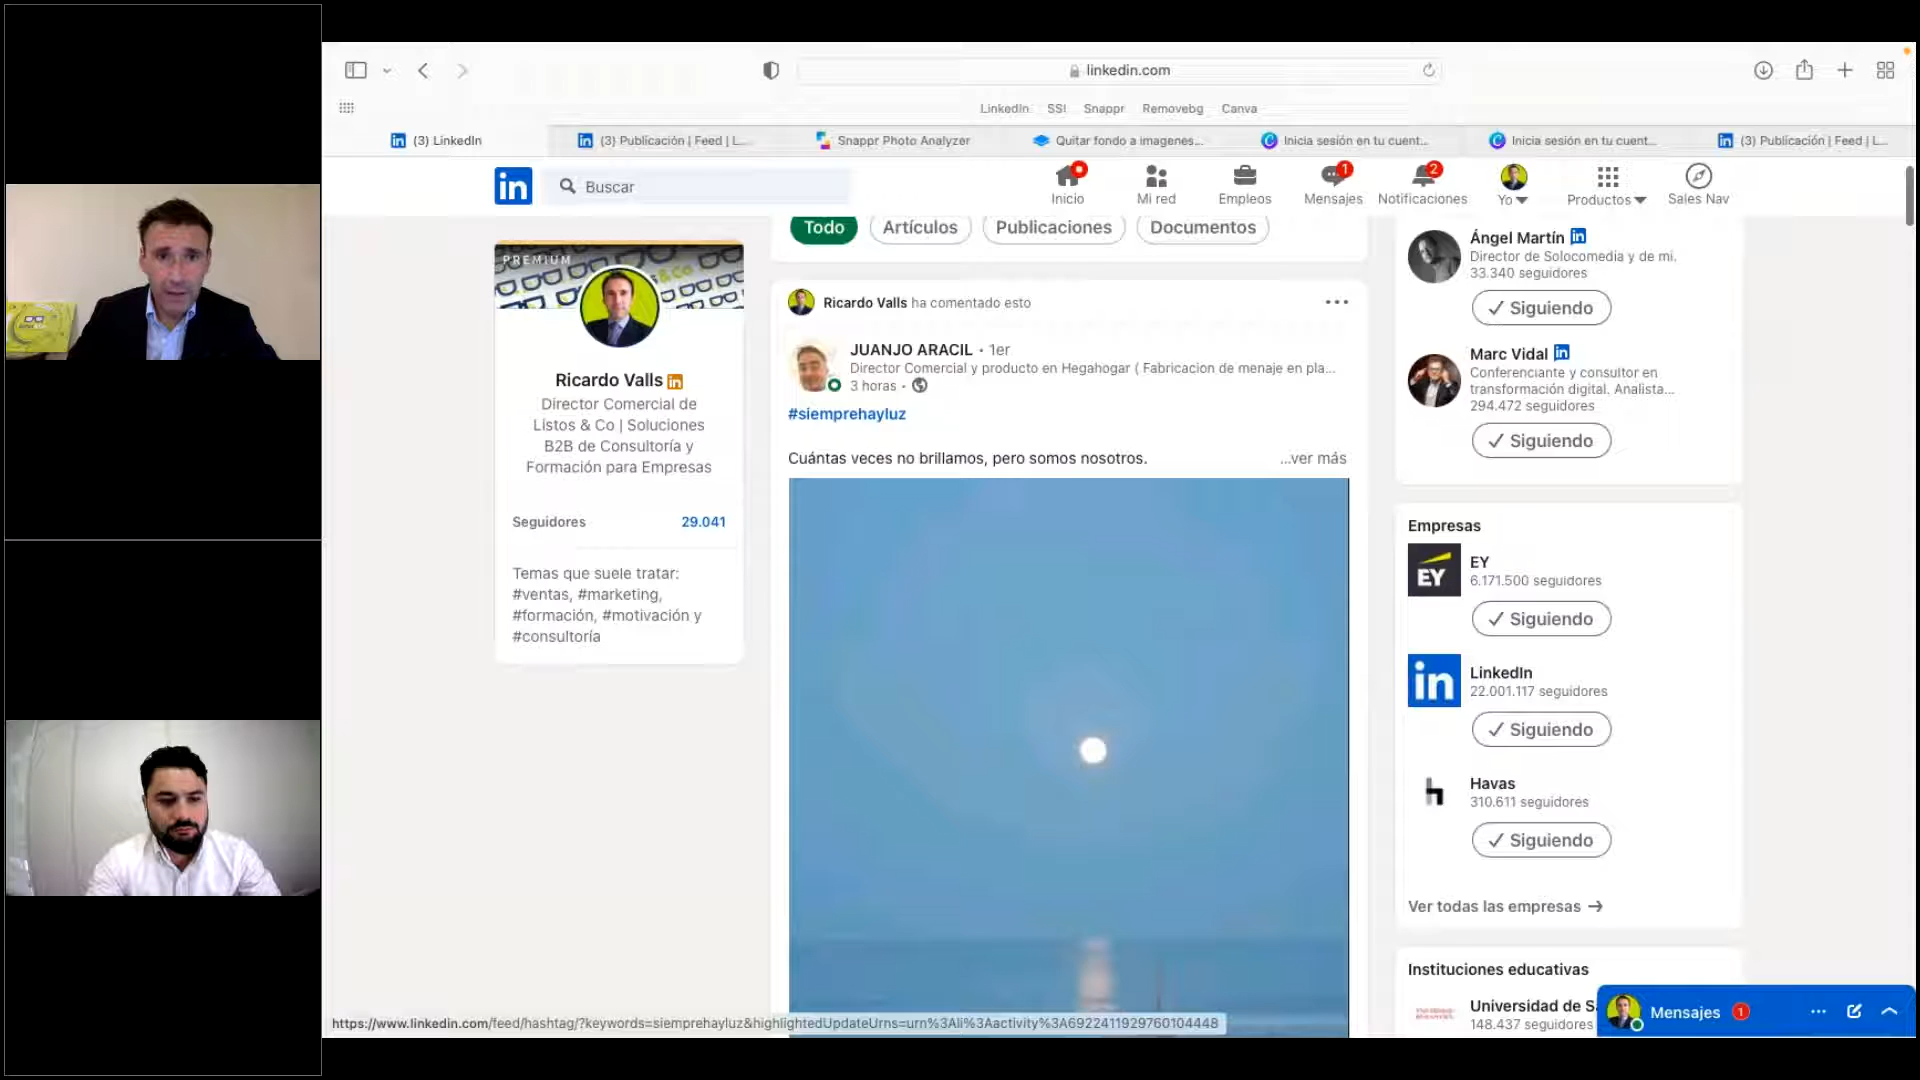 linkedin.com
LinkedIn SSI Snappr Removebg Canva
(3) LinkedIn
(3) Publicación | Feed | L...
Snappr Photo Analyzer
Quitar fondo a imagenes...
Inicia sesión en tu cuent...
Inicia sesión en tu cuent...
(3) Publicación | Feed | L...
in
Buscar
Inicio
Mi red
Empleos
1
Mensajes
2
Notificaciones
Yo
Productos
Sales Nav
PREMIUM
Ricardo Valls
Director Comercial de
Listos & Co | Soluciones
B2B de Consultoría y
Formación para Empresas
Seguidores 29.041
Temas que suele tratar:
#ventas, #marketing,
#formación, #motivación y
#consultoría
Todo
Artículos
Publicaciones
Documentos
Ricardo Valls ha comentado esto
JUANJO ARACIL • 1er
Director Comercial y producto en Hegahogar ( Fabricacion de menaje en pla...
3 horas •
#siemprehayluz
Cuántas veces no brillamos, pero somos nosotros.
...ver más
Ángel Martín
Director de Solocomedia y de mi.
33.340 seguidores
Siguiendo
Marc Vidal
Conferenciante y consultor en
transformación digital. Analista...
294.472 seguidores
Siguiendo
Empresas
EY
EY
6.171.500 seguidores
Siguiendo
in
LinkedIn
22.001.117 seguidores
Siguiendo
Havas
310.611 seguidores
Siguiendo
Ver todas las empresas →
Instituciones educativas
Universidad de S
148.437 seguidores
Mensajes 1
https://www.linkedin.com/feed/hashtag/?keywords=siemprehayluz&highlightedUpdateUrns=urn%3Ali%3Aactivity%3A6922411929760104448